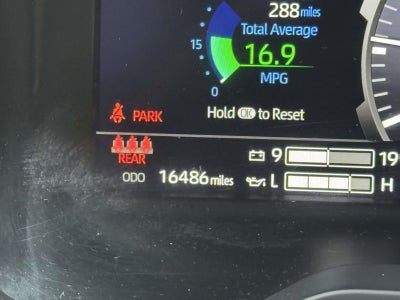 288 miles
Total Average
15
16.9
MPG
0
Hold OK to Reset
PARK
REAR
9 19
ODO 16486 miles
L H